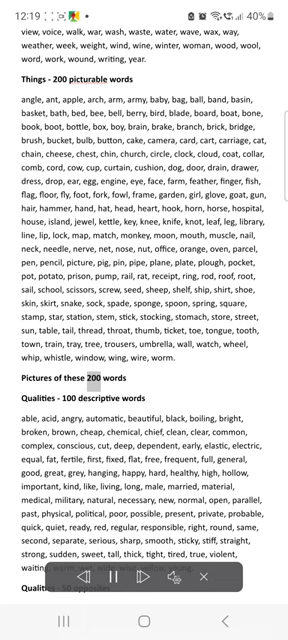 12:19
40%
view, voice, walk, war, wash, waste, water, wave, wax, way,
weather, week, weight, wind, wine, winter, woman, wood, wool,
word, work, wound, writing, year.
Things - 200 picturable words
angle, ant, apple, arch, arm, army, baby, bag, ball, band, basin,
basket, bath, bed, bee, bell, berry, bird, blade, board, boat, bone,
book, boot, bottle, box, boy, brain, brake, branch, brick, bridge,
brush, bucket, bulb, button, cake, camera, card, cart, carriage, cat,
chain, cheese, chest, chin, church, circle, clock, cloud, coat, collar,
comb, cord, cow, cup, curtain, cushion, dog, door, drain, drawer,
dress, drop, ear, egg, engine, eye, face, farm, feather, finger, fish,
flag, floor, fly, foot, fork, fowl, frame, garden, girl, glove, goat, gun,
hair, hammer, hand, hat, head, heart, hook, horn, horse, hospital,
house, island, jewel, kettle, key, knee, knife, knot, leaf, leg, library,
line, lip, lock, map, match, monkey, moon, mouth, muscle, nail,
neck, needle, nerve, net, nose, nut, office, orange, oven, parcel,
pen, pencil, picture, pig, pin, pipe, plane, plate, plough, pocket,
pot, potato, prison, pump, rail, rat, receipt, ring, rod, roof, root,
sail, school, scissors, screw, seed, sheep, shelf, ship, shirt, shoe,
skin, skirt, snake, sock, spade, sponge, spoon, spring, square,
stamp, star, station, stem, stick, stocking, stomach, store, street,
sun, table, tail, thread, throat, thumb, ticket, toe, tongue, tooth,
town, train, tray, tree, trousers, umbrella, wall, watch, wheel,
whip, whistle, window, wing, wire, worm.
Pictures of these 200 words
Qualities - 100 descriptive words
able, acid, angry, automatic, beautiful, black, boiling, bright,
broken, brown, cheap, chemical, chief, clean, clear, common,
complex, conscious, cut, deep, dependent, early, elastic, electric,
equal, fat, fertile, first, fixed, flat, free, frequent, full, general,
good, great, grey, hanging, happy, hard, healthy, high, hollow,
important, kind, like, living, long, male, married, material,
medical, military, natural, necessary, new, normal, open, parallel,
past, physical, political, poor, possible, present, private, probable,
quick, quiet, ready, red, regular, responsible, right, round, same,
second, separate, serious, sharp, smooth, sticky, stiff, straight,
strong, sudden, sweet, tall, thick, tight, tired, true, violent,
waiting, warm, wet, wide, wise, yellow, young.
Qualities - 50 opposites